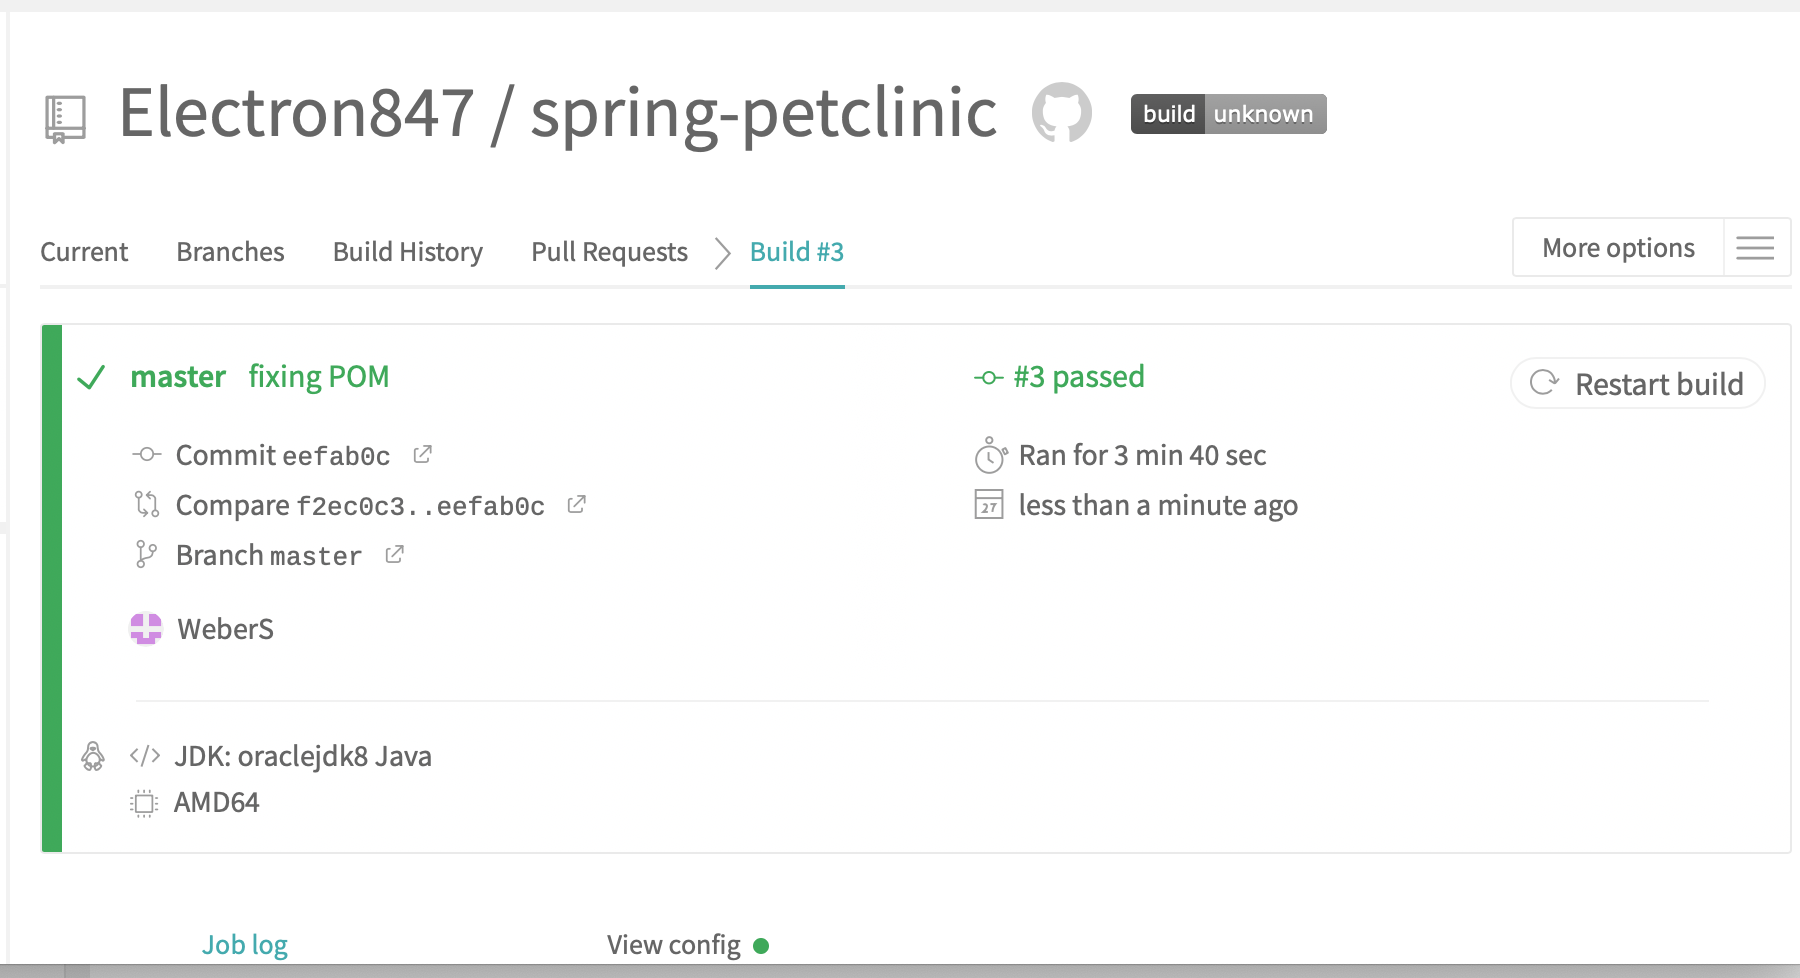 Electron847 / spring-petclinic
build unknown
Current Branches Build History Pull Requests Build #3
More options
master fixing POM
#3 passed
Restart build
Commit eefab0c
Ran for 3 min 40 sec
Compare f2ec0c3..eefab0c
27 less than a minute ago
Branch master
WeberS
</> JDK: oraclejdk8 Java
AMD64
Job log View config